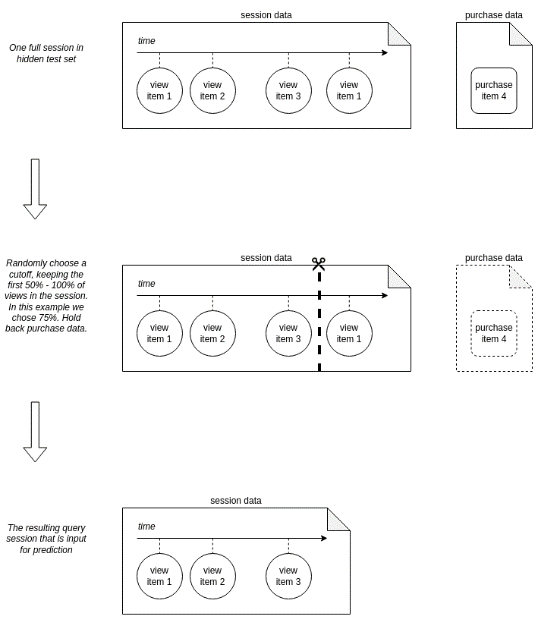 session data
purchase data
One full session in
hidden test set
time
view
item 1
view
item 2
view
item 3
view
item 1
purchase
item 4
Randomly choose a
cutoff, keeping the
first 50% - 100% of
views in the session.
In this example we
chose 75%. Hold
back purchase data.
session data
purchase data
time
view
item 1
view
item 2
view
item 3
view
item 1
purchase
item 4
The resulting query
session that is input
for prediction
session data
time
view
item 1
view
item 2
view
item 3